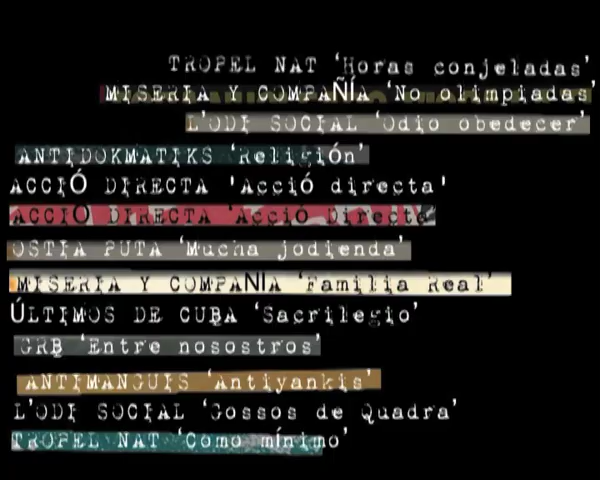 TROPEL NAT 'Horas conjeladas'
MISERIA Y COMPAÑÍA 'No olimpiadas'
L'ODI SOCIAL 'Odio obedecer'
ANTIDOKMATIKS 'Religión'
ACCIÓ DIRECTA 'Acció directa'
ACCIÓ DIRECTA 'Acció Directa'
OSTIA PUTA 'Mucha jodienda'
MISERIA Y COMPAÑIA 'Familia Real'
ÚLTIMOS DE CUBA 'Sacrilegio'
GRB 'Entre nosostros'
ANTIMANGUIS 'Antiyankis'
L'ODI SOCIAL 'Gossos de Quadra'
TROPEL NAT 'Como mínimo'